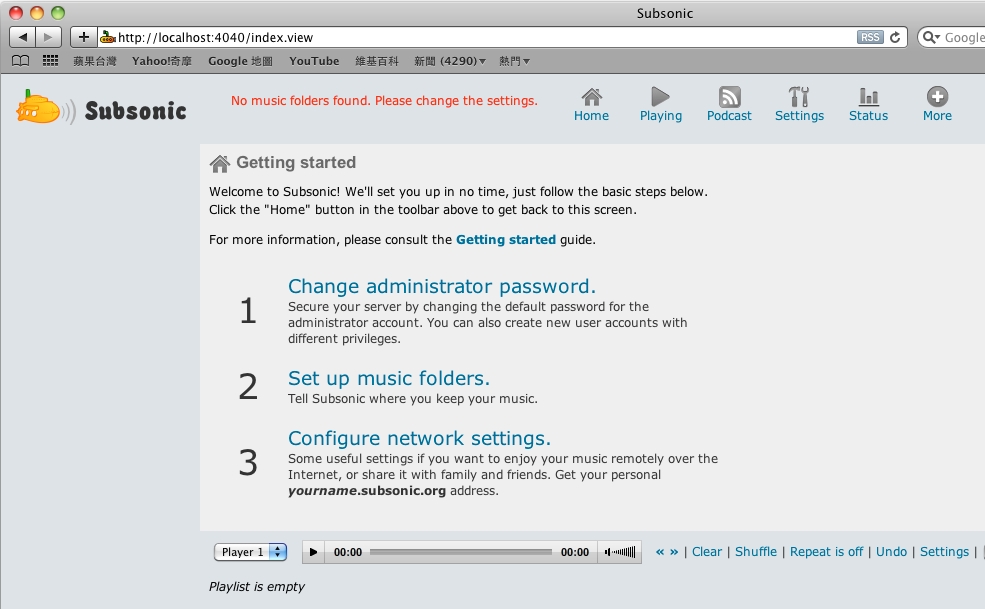 Subsonic
http://localhost:4040/index.view
RSS
Google
蘋果台灣 Yahoo!奇摩 Google 地圖 YouTube 維基百科 新聞 (4290)▾ 熱門▾
Subsonic
No music folders found. Please change the settings.
Home Playing Podcast Settings Status More
Getting started
Welcome to Subsonic! We'll set you up in no time, just follow the basic steps below.
Click the "Home" button in the toolbar above to get back to this screen.
For more information, please consult the Getting started guide.
1
Change administrator password.
Secure your server by changing the default password for the
administrator account. You can also create new user accounts with
different privileges.
2
Set up music folders.
Tell Subsonic where you keep your music.
3
Configure network settings.
Some useful settings if you want to enjoy your music remotely over the
Internet, or share it with family and friends. Get your personal
yourname.subsonic.org address.
Player 1 00:00 00:00 « » | Clear | Shuffle | Repeat is off | Undo | Settings |
Playlist is empty